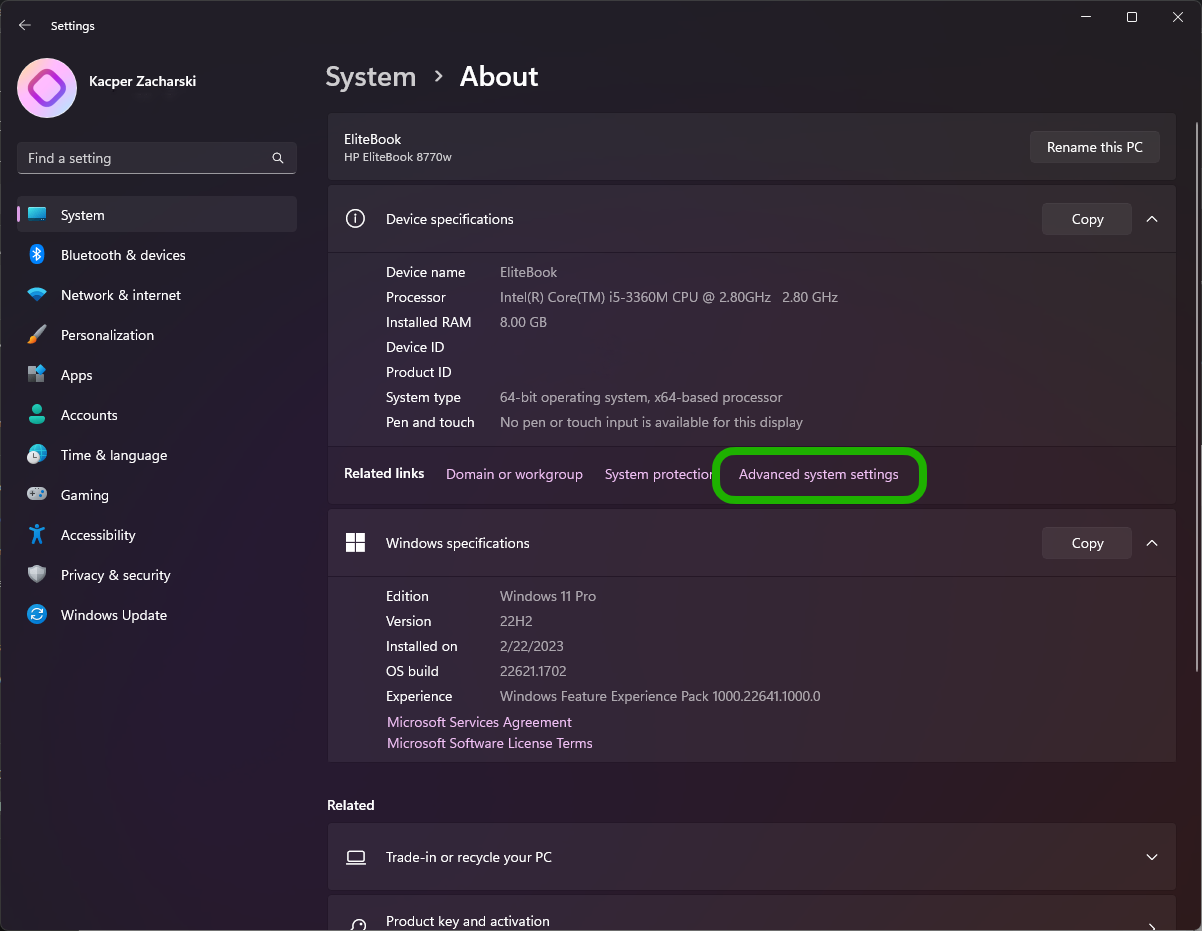 Settings
Kacper Zacharski
Find a setting
System
Bluetooth & devices
Network & internet
Personalization
Apps
Accounts
Time & language
Gaming
Accessibility
Privacy & security
Windows Update
System > About
EliteBook
HP EliteBook 8770w
Rename this PC
Device specifications
Copy
Device name EliteBook
Processor Intel(R) Core(TM) i5-3360M CPU @ 2.80GHz 2.80 GHz
Installed RAM 8.00 GB
Device ID
Product ID
System type 64-bit operating system, x64-based processor
Pen and touch No pen or touch input is available for this display
Related links Domain or workgroup System protection Advanced system settings
Windows specifications
Copy
Edition Windows 11 Pro
Version 22H2
Installed on 2/22/2023
OS build 22621.1702
Experience Windows Feature Experience Pack 1000.22641.1000.0
Microsoft Services Agreement
Microsoft Software License Terms
Related
Trade-in or recycle your PC
Product key and activation